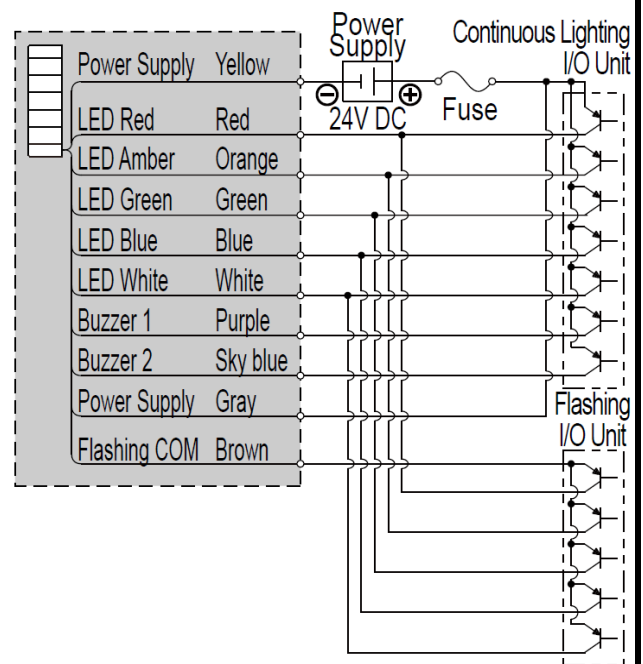 Power
Supply
Continuous Lighting
I/O Unit
Power Supply Yellow
24V DC
Fuse
LED Red Red
LED Amber Orange
LED Green Green
LED Blue Blue
LED White White
Buzzer 1 Purple
Buzzer 2 Sky blue
Power Supply Gray
Flashing
I/O Unit
Flashing COM Brown